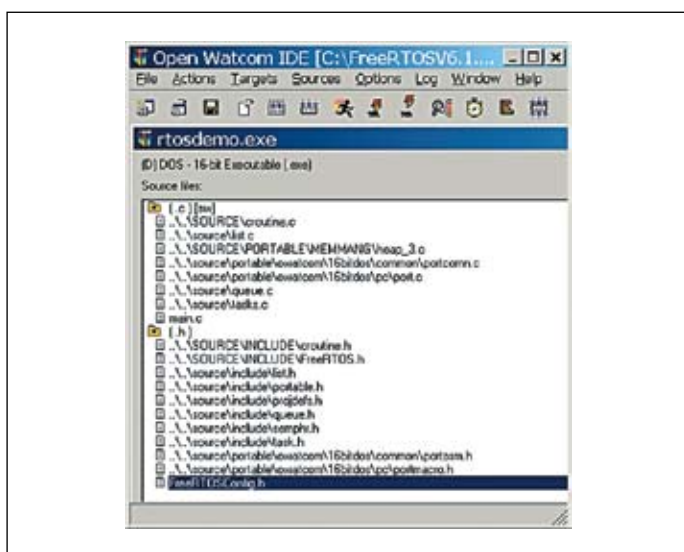 Open Watcom IDE [C:\FreeRTOSV6.1....
File Actions Targets Sources Options Log Window Help
rtosdemo.exe
(D) DOS - 16-bit Executable [.exe]
Source files:
[.c] [sw]
..\..\SOURCE\croutine.c
..\..\source\list.c
..\..\SOURCE\PORTABLE\MEMMANG\heap_3.c
..\..\source\portable\owatcom\16bitdos\common\portcomn.c
..\..\source\portable\owatcom\16bitdos\pc\port.c
..\..\source\queue.c
..\..\source\tasks.c
main.c
[.h]
..\..\SOURCE\INCLUDE\croutine.h
..\..\SOURCE\INCLUDE\FreeRTOS.h
..\..\source\include\list.h
..\..\source\include\portable.h
..\..\source\include\projdefs.h
..\..\source\include\queue.h
..\..\source\include\semphr.h
..\..\source\include\task.h
..\..\source\portable\owatcom\16bitdos\common\portasm.h
..\..\source\portable\owatcom\16bitdos\pc\portmacro.h
FreeRTOSConfig.h